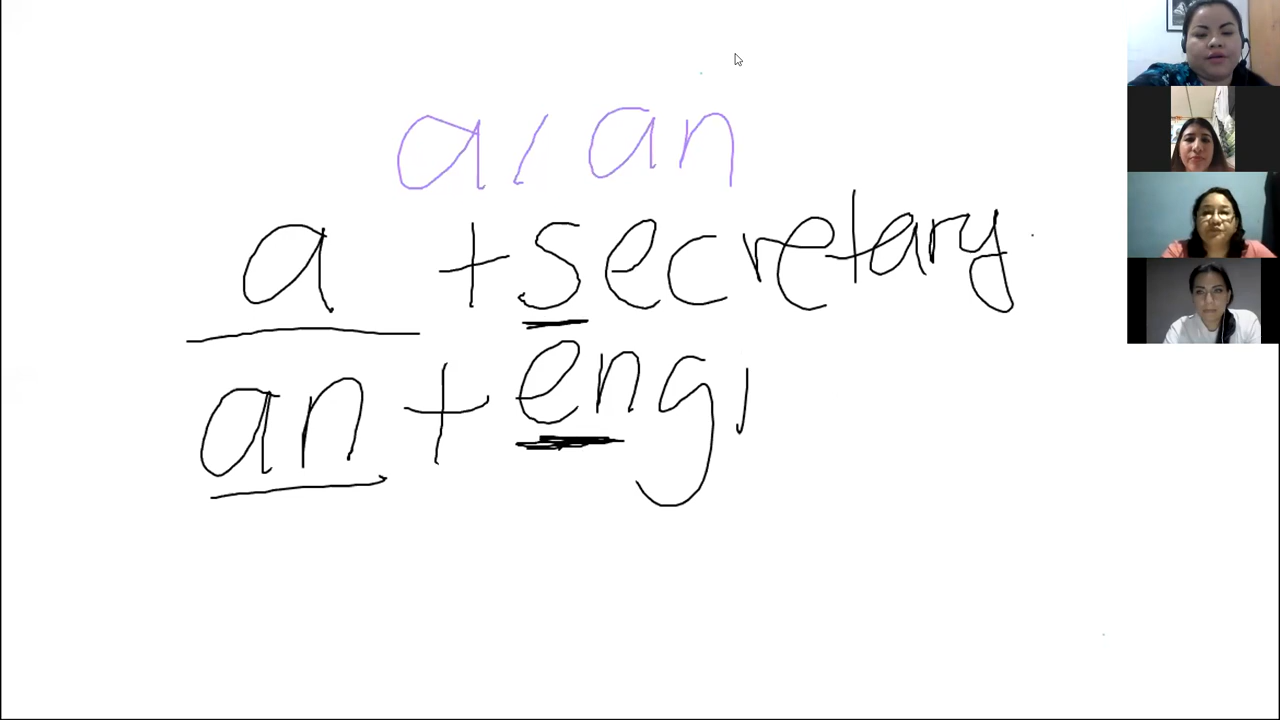 a/an
a + secretary.
an + engi